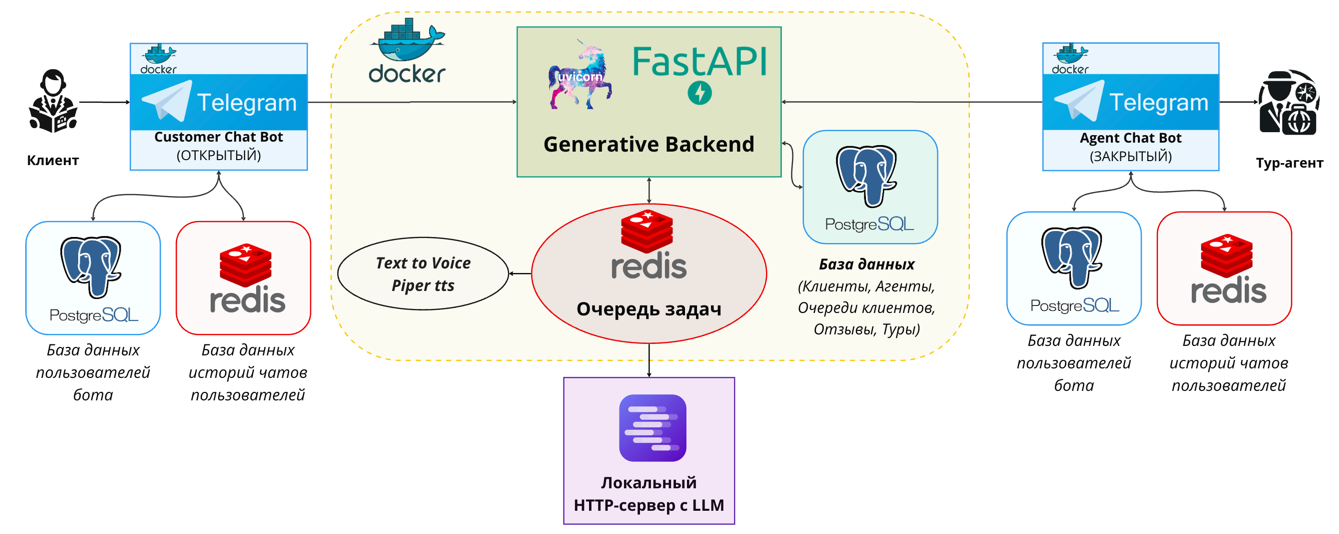 Клиент
docker
Telegram
Customer Chat Bot
(ОТКРЫТЫЙ)
PostgreSQL
База данных
пользователей
бота
redis
База данных
историй чатов
пользователей
docker
uvicorn
FastAPI
Generative Backend
PostgreSQL
База данных
(Клиенты, Агенты,
Очереди клиентов,
Отзывы, Туры)
redis
Очередь задач
Text to Voice
Piper tts
Локальный
HTTP-сервер с LLM
docker
Telegram
Agent Chat Bot
(ЗАКРЫТЫЙ)
Тур-агент
PostgreSQL
База данных
пользователей
бота
redis
База данных
историй чатов
пользователей